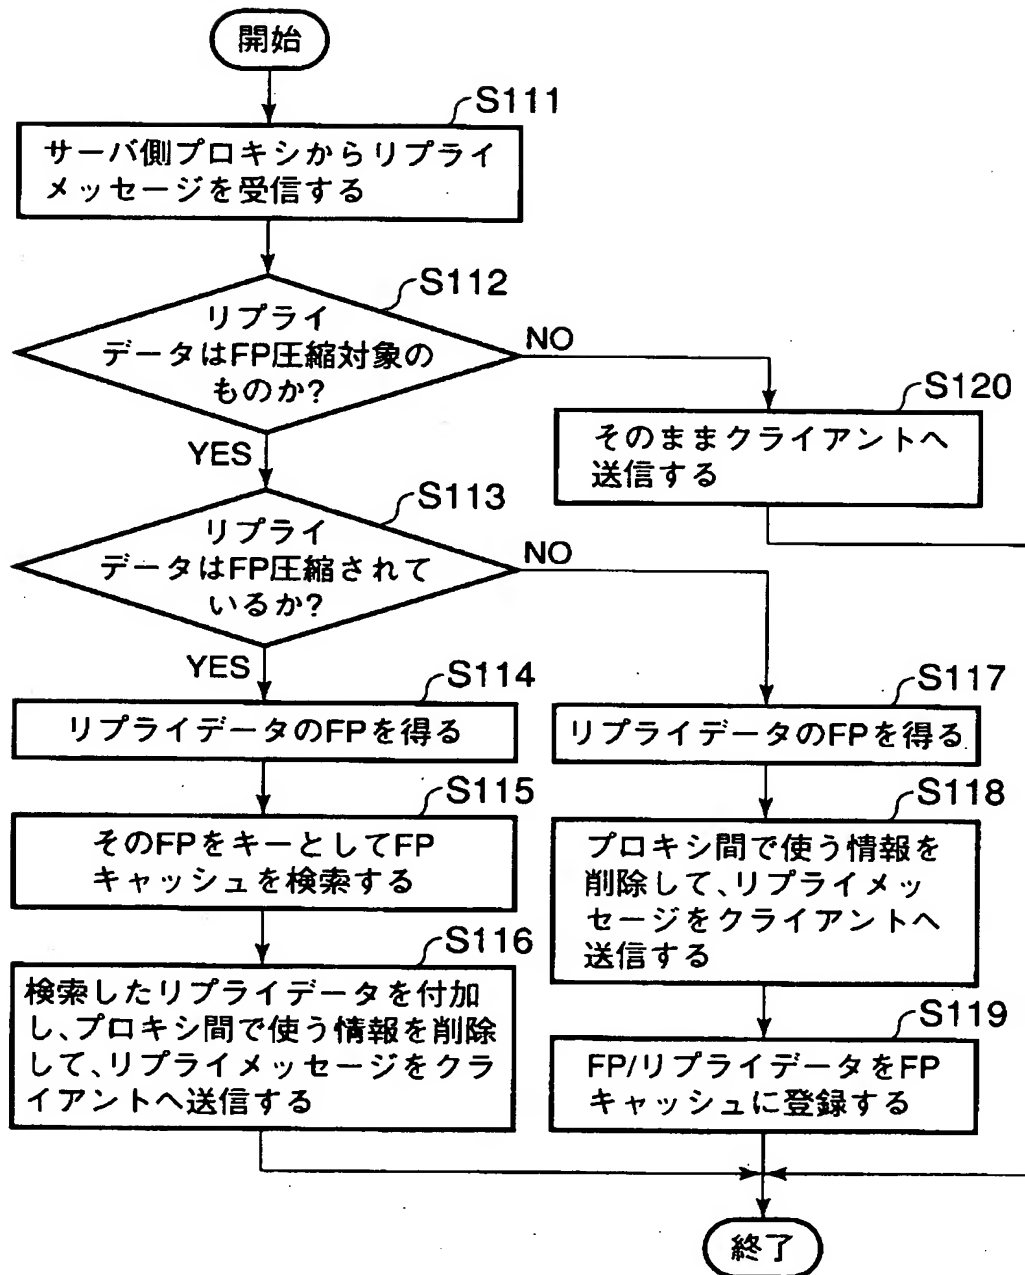 開始
S111
サーバ側プロキシからリプライ
メッセージを受信する
S112
リプライ
データはFP圧縮対象の
ものか?
NO
YES
S120
そのままクライアントへ
送信する
S113
リプライ
データはFP圧縮されて
いるか?
NO
YES
S114
リプライデータのFPを得る
S115
そのFPをキーとしてFP
キャッシュを検索する
S116
検索したリプライデータを付加
し、プロキシ間で使う情報を削除
して、リプライメッセージをクラ
イアントへ送信する
S117
リプライデータのFPを得る
S118
プロキシ間で使う情報を
削除して、リプライメッ
セージをクライアントへ
送信する
S119
FP/リプライデータをFP
キャッシュに登録する
終了